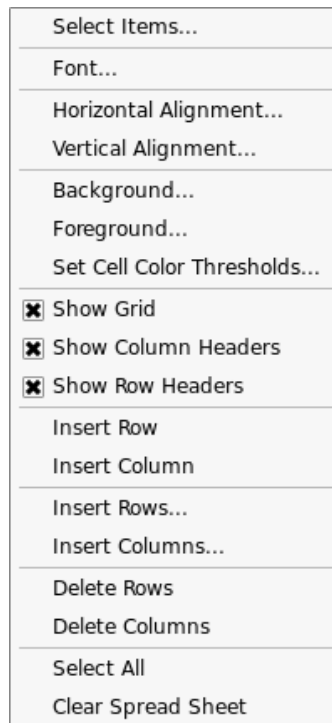 Select Items...
Font...
Horizontal Alignment...
Vertical Alignment...
Background...
Foreground...
Set Cell Color Thresholds...
Show Grid
Show Column Headers
Show Row Headers
Insert Row
Insert Column
Insert Rows...
Insert Columns...
Delete Rows
Delete Columns
Select All
Clear Spread Sheet